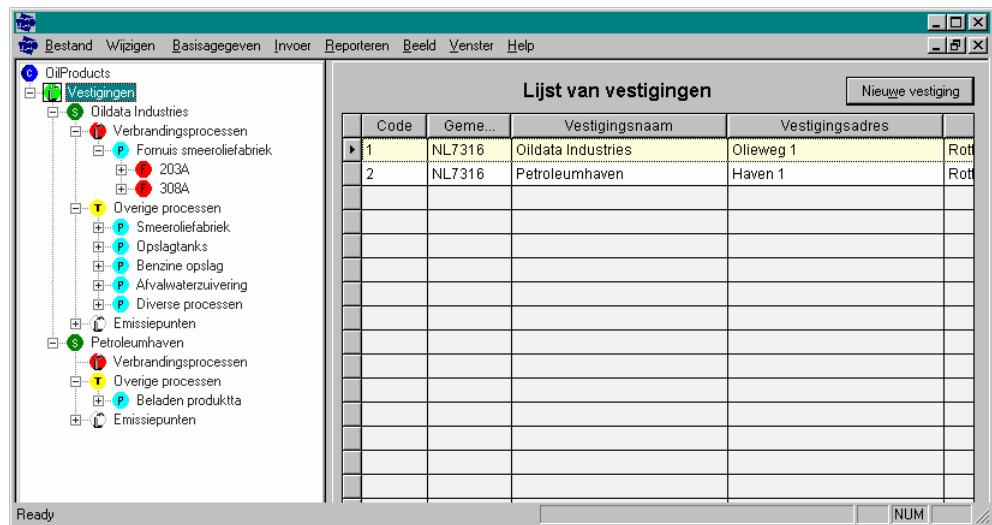 Bestand Wijzigen Basisagegeven Invoer Reporteren Beeld Venster Help
C OilProducts
Vestigingen
S Oildata Industries
Verbrandingsprocessen
P Fornuis smeeroliefabriek
F 203A
F 308A
T Overige processen
P Smeeroliefabriek
P Opslagtanks
P Benzine opslag
P Afvalwaterzuivering
P Diverse processen
Emissiepunten
S Petroleumhaven
Verbrandingsprocessen
T Overige processen
P Beladen produktta
Emissiepunten
Lijst van vestigingen
Nieuwe vestiging
Code Geme... Vestigingsnaam Vestigingsadres
1 NL7316 Oildata Industries Olieweg 1 Rott
2 NL7316 Petroleumhaven Haven 1 Rott
Ready NUM